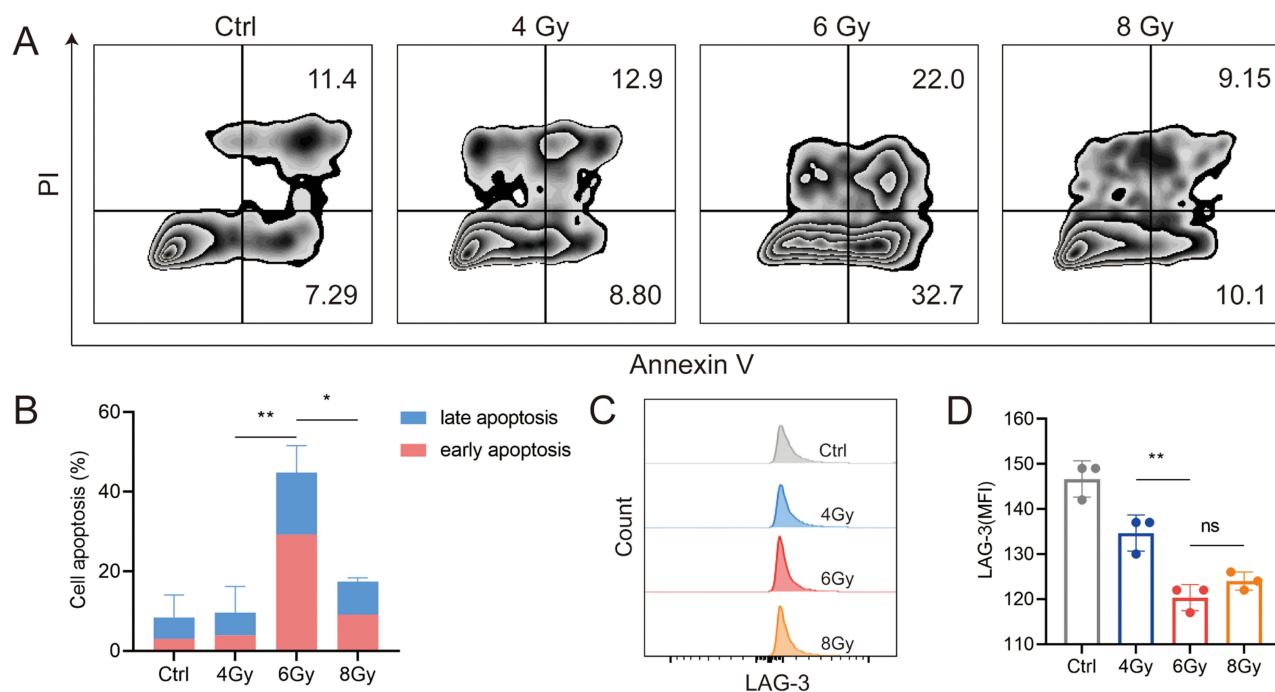 A
Ctrl
4 Gy
6 Gy
8 Gy
11.4
12.9
22.0
9.15
PI
7.29
8.80
32.7
10.1
Annexin V
B
Cell apoptosis (%)
60
40
20
0
**
*
late apoptosis
early apoptosis
Ctrl
4Gy
6Gy
8Gy
C
Count
Ctrl
4Gy
6Gy
8Gy
LAG-3
D
LAG-3(MFI)
160
150
140
130
120
110
**
ns
Ctrl
4Gy
6Gy
8Gy